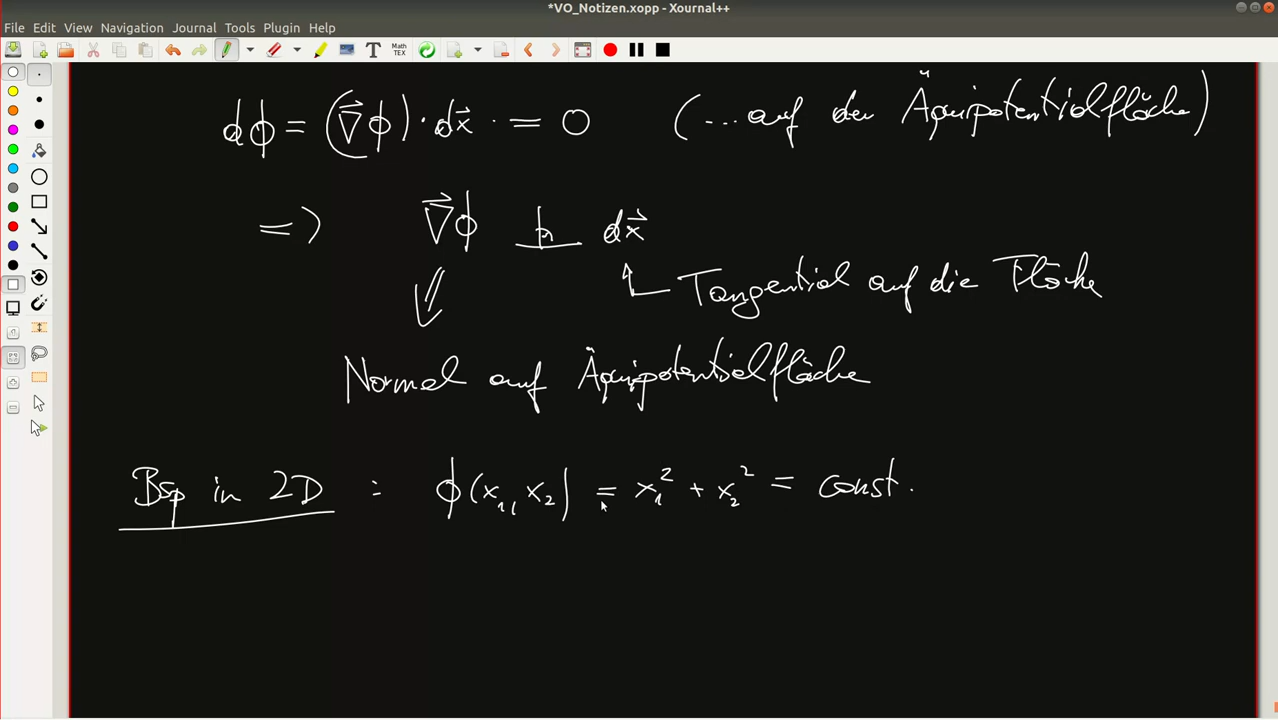 *VO_Notizen.xopp - Xournal++
File Edit View Navigation Journal Tools Plugin Help
dϕ = (∇⃗ϕ) · dx⃗ · = 0 (... auf der Äquipotentialfläche)
=> ∇⃗ϕ ⊥ dx⃗
Tangential auf die Fläche
Normal auf Äquipotentialfläche
Bsp in 2D : ϕ(x₁, x₂) = x₁² + x₂² = const.